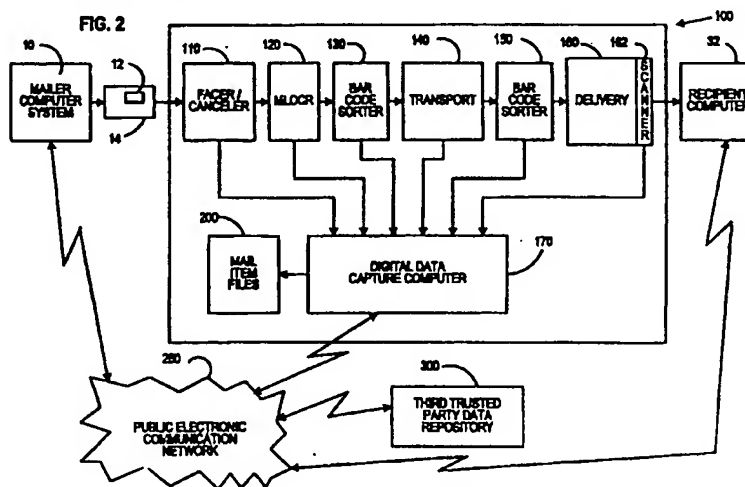 FIG. 2
100
10
12
14
110
120
130
140
150
160
162
32
MAILER
COMPUTER
SYSTEM
FACER /
CANCELER
MLOCR
BAR
CODE
SORTER
TRANSPORT
BAR
CODE
SORTER
DELIVERY
SCANNER
RECIPIENT
COMPUTER
200
MAIL
ITEM
FILES
DIGITAL DATA
CAPTURE COMPUTER
170
250
PUBLIC ELECTRONIC
COMMUNICATION
NETWORK
300
THIRD TRUSTED
PARTY DATA
REPOSITORY